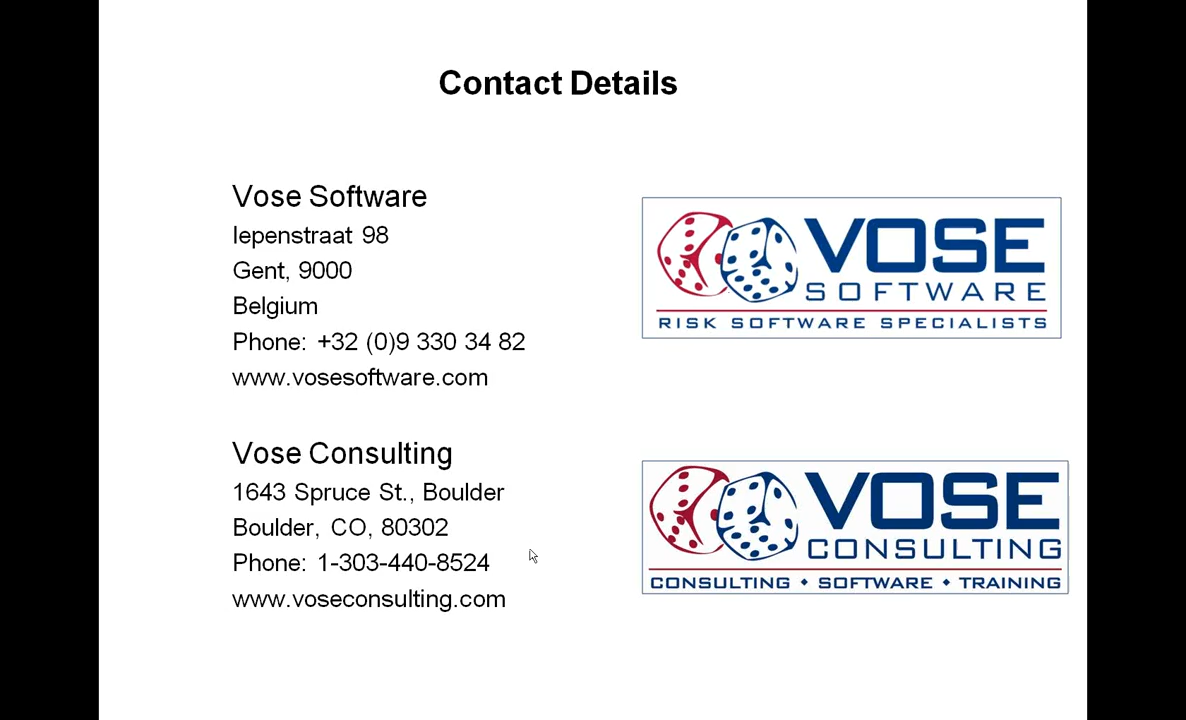 Contact Details
Vose Software
Iepenstraat 98
Gent, 9000
Belgium
Phone: +32 (0)9 330 34 82
www.vosesoftware.com
VOSE
SOFTWARE
RISK SOFTWARE SPECIALISTS
Vose Consulting
1643 Spruce St., Boulder
Boulder, CO, 80302
Phone: 1-303-440-8524
www.voseconsulting.com
VOSE
CONSULTING
CONSULTING • SOFTWARE • TRAINING